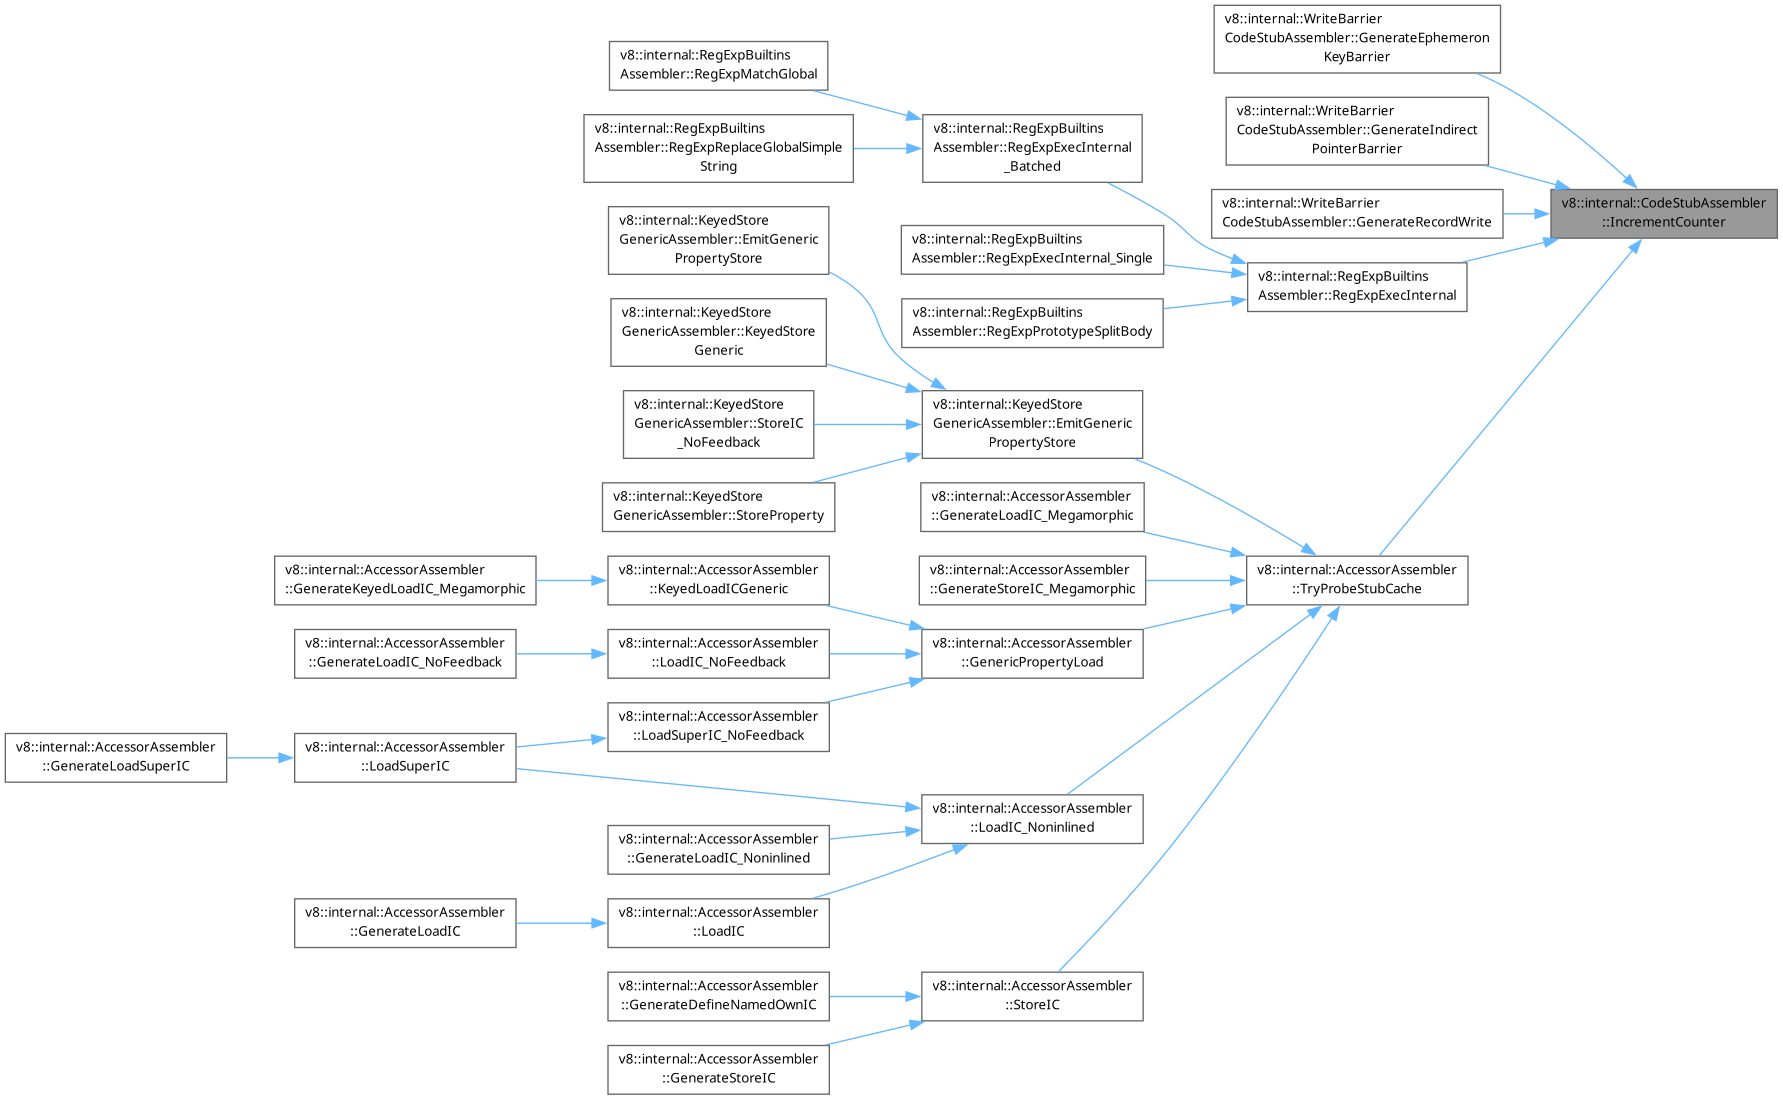 v8::internal::WriteBarrier
CodeStubAssembler::GenerateEphemeron
KeyBarrier
v8::internal::RegExpBuiltins
Assembler::RegExpMatchGlobal
v8::internal::WriteBarrier
CodeStubAssembler::GenerateIndirect
PointerBarrier
v8::internal::RegExpBuiltins
Assembler::RegExpReplaceGlobalSimple
String
v8::internal::RegExpBuiltins
Assembler::RegExpExecInternal
_Batched
v8::internal::WriteBarrier
CodeStubAssembler::GenerateRecordWrite
v8::internal::CodeStubAssembler
::IncrementCounter
v8::internal::KeyedStore
GenericAssembler::EmitGeneric
PropertyStore
v8::internal::RegExpBuiltins
Assembler::RegExpExecInternal_Single
v8::internal::RegExpBuiltins
Assembler::RegExpExecInternal
v8::internal::KeyedStore
GenericAssembler::KeyedStore
Generic
v8::internal::RegExpBuiltins
Assembler::RegExpPrototypeSplitBody
v8::internal::KeyedStore
GenericAssembler::StoreIC
_NoFeedback
v8::internal::KeyedStore
GenericAssembler::EmitGeneric
PropertyStore
v8::internal::KeyedStore
GenericAssembler::StoreProperty
v8::internal::AccessorAssembler
::GenerateLoadIC_Megamorphic
v8::internal::AccessorAssembler
::GenerateKeyedLoadIC_Megamorphic
v8::internal::AccessorAssembler
::KeyedLoadICGeneric
v8::internal::AccessorAssembler
::GenerateStoreIC_Megamorphic
v8::internal::AccessorAssembler
::TryProbeStubCache
v8::internal::AccessorAssembler
::GenerateLoadIC_NoFeedback
v8::internal::AccessorAssembler
::LoadIC_NoFeedback
v8::internal::AccessorAssembler
::GenericPropertyLoad
v8::internal::AccessorAssembler
::LoadSuperIC_NoFeedback
v8::internal::AccessorAssembler
::GenerateLoadSuperIC
v8::internal::AccessorAssembler
::LoadSuperIC
v8::internal::AccessorAssembler
::LoadIC_Noninlined
v8::internal::AccessorAssembler
::GenerateLoadIC_Noninlined
v8::internal::AccessorAssembler
::GenerateLoadIC
v8::internal::AccessorAssembler
::LoadIC
v8::internal::AccessorAssembler
::GenerateDefineNamedOwnIC
v8::internal::AccessorAssembler
::StoreIC
v8::internal::AccessorAssembler
::GenerateStoreIC